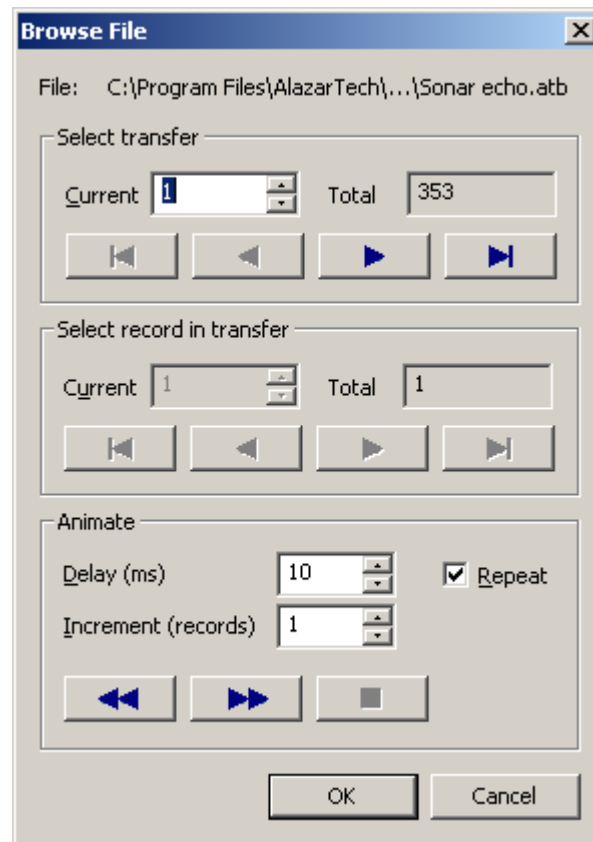 Browse File
File: C:\Program Files\AlazarTech\...\Sonar echo.atb
Select transfer
Current 1 Total 353
Select record in transfer
Current 1 Total 1
Animate
Delay (ms) 10 Repeat
Increment (records) 1
OK Cancel